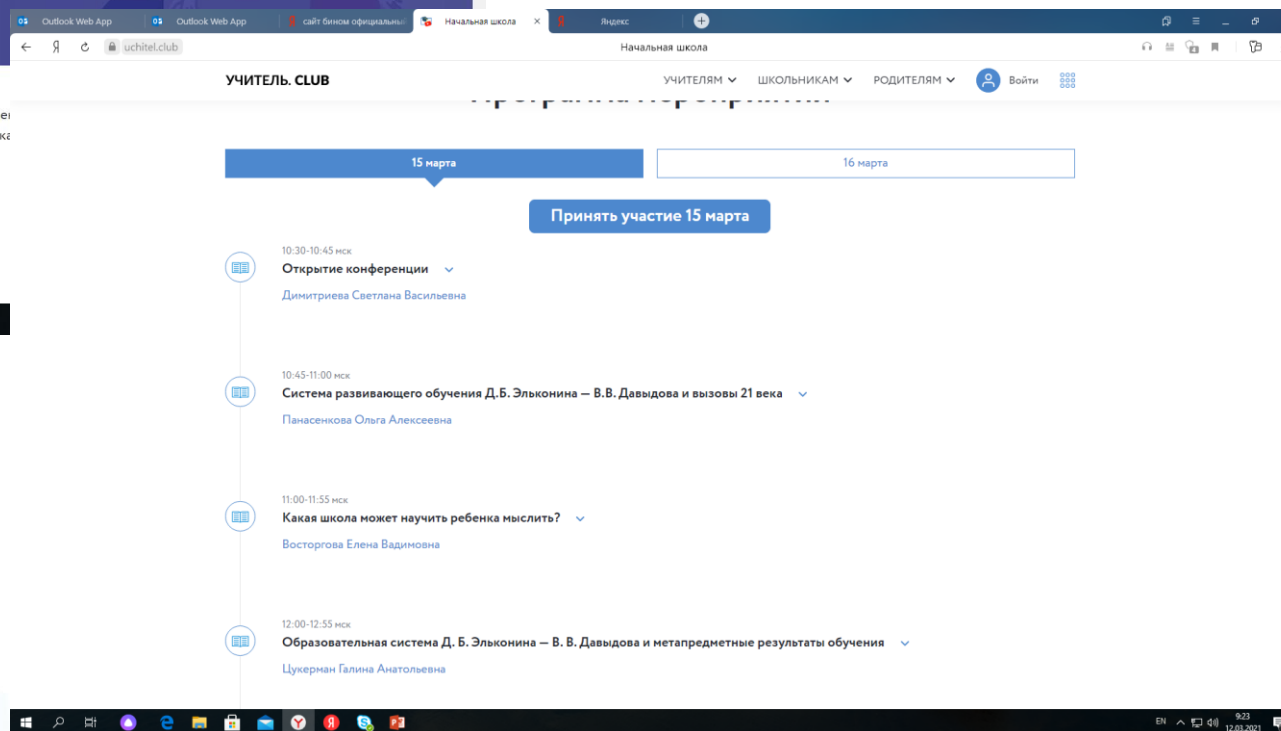 Outlook Web App
Outlook Web App
сайт бином официальный
Начальная школа
Яндекс
uchitel.club
Начальная школа
УЧИТЕЛЬ. CLUB
УЧИТЕЛЯМ
ШКОЛЬНИКАМ
РОДИТЕЛЯМ
Войти
15 марта
16 марта
Принять участие 15 марта
10:30-10:45 мск
Открытие конференции
Димитриева Светлана Васильевна
10:45-11:00 мск
Система развивающего обучения Д.Б. Эльконина — В.В. Давыдова и вызовы 21 века
Панасенкова Ольга Алексеевна
11:00-11:55 мск
Какая школа может научить ребенка мыслить?
Восторгова Елена Вадимовна
12:00-12:55 мск
Образовательная система Д. Б. Эльконина — В. В. Давыдова и метапредметные результаты обучения
Цукерман Галина Анатольевна
EN
9:23
12.03.2021